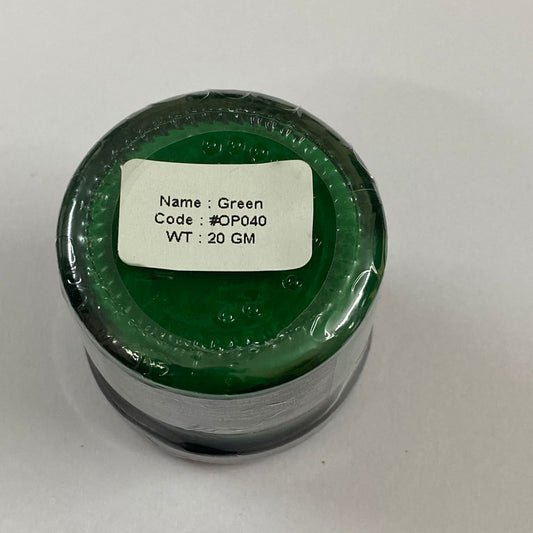 Name : Green
Code : #OP040
WT : 20 GM